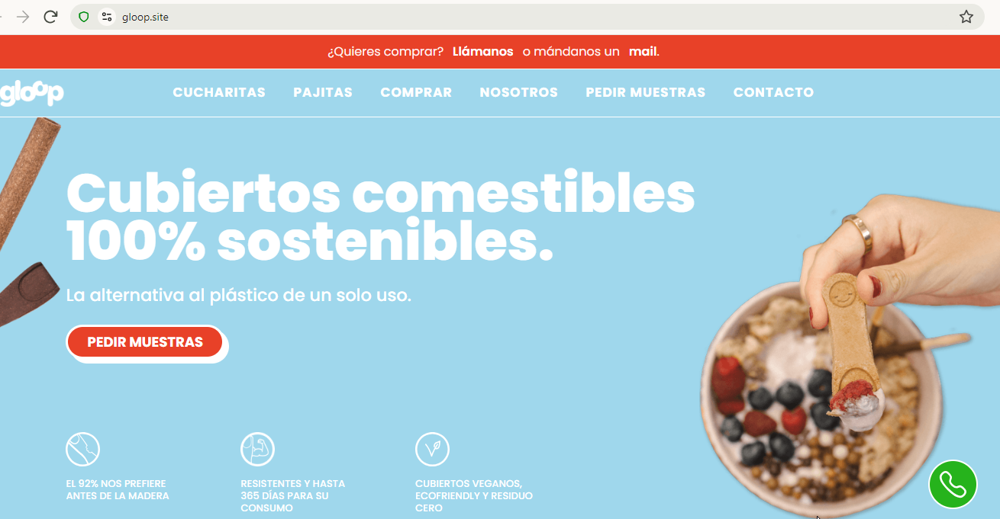 gloop.site
¿Quieres comprar? Llámanos o mándanos un mail.
gloop
CUCHARITAS PAJITAS COMPRAR NOSOTROS PEDIR MUESTRAS CONTACTO
Cubiertos comestibles
100% sostenibles.
La alternativa al plástico de un solo uso.
PEDIR MUESTRAS
EL 92% NOS PREFIERE
ANTES DE LA MADERA
RESISTENTES Y HASTA
365 DÍAS PARA SU
CONSUMO
CUBIERTOS VEGANOS,
ECOFRIENDLY Y RESIDUO
CERO